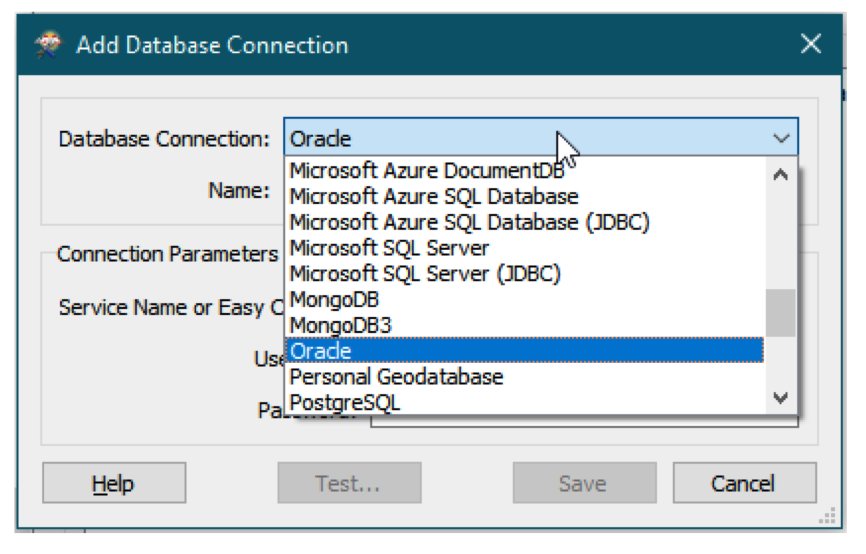 Add Database Connection
Database Connection: Oracle
Microsoft Azure DocumentDB
Name:
Microsoft Azure SQL Database
Microsoft Azure SQL Database (JDBC)
Microsoft SQL Server
Connection Parameters
Microsoft SQL Server (JDBC)
MongoDB
Service Name or Easy C
MongoDB3
Oracle
Use
Personal Geodatabase
PostgreSQL
Help
Test...
Save
Cancel